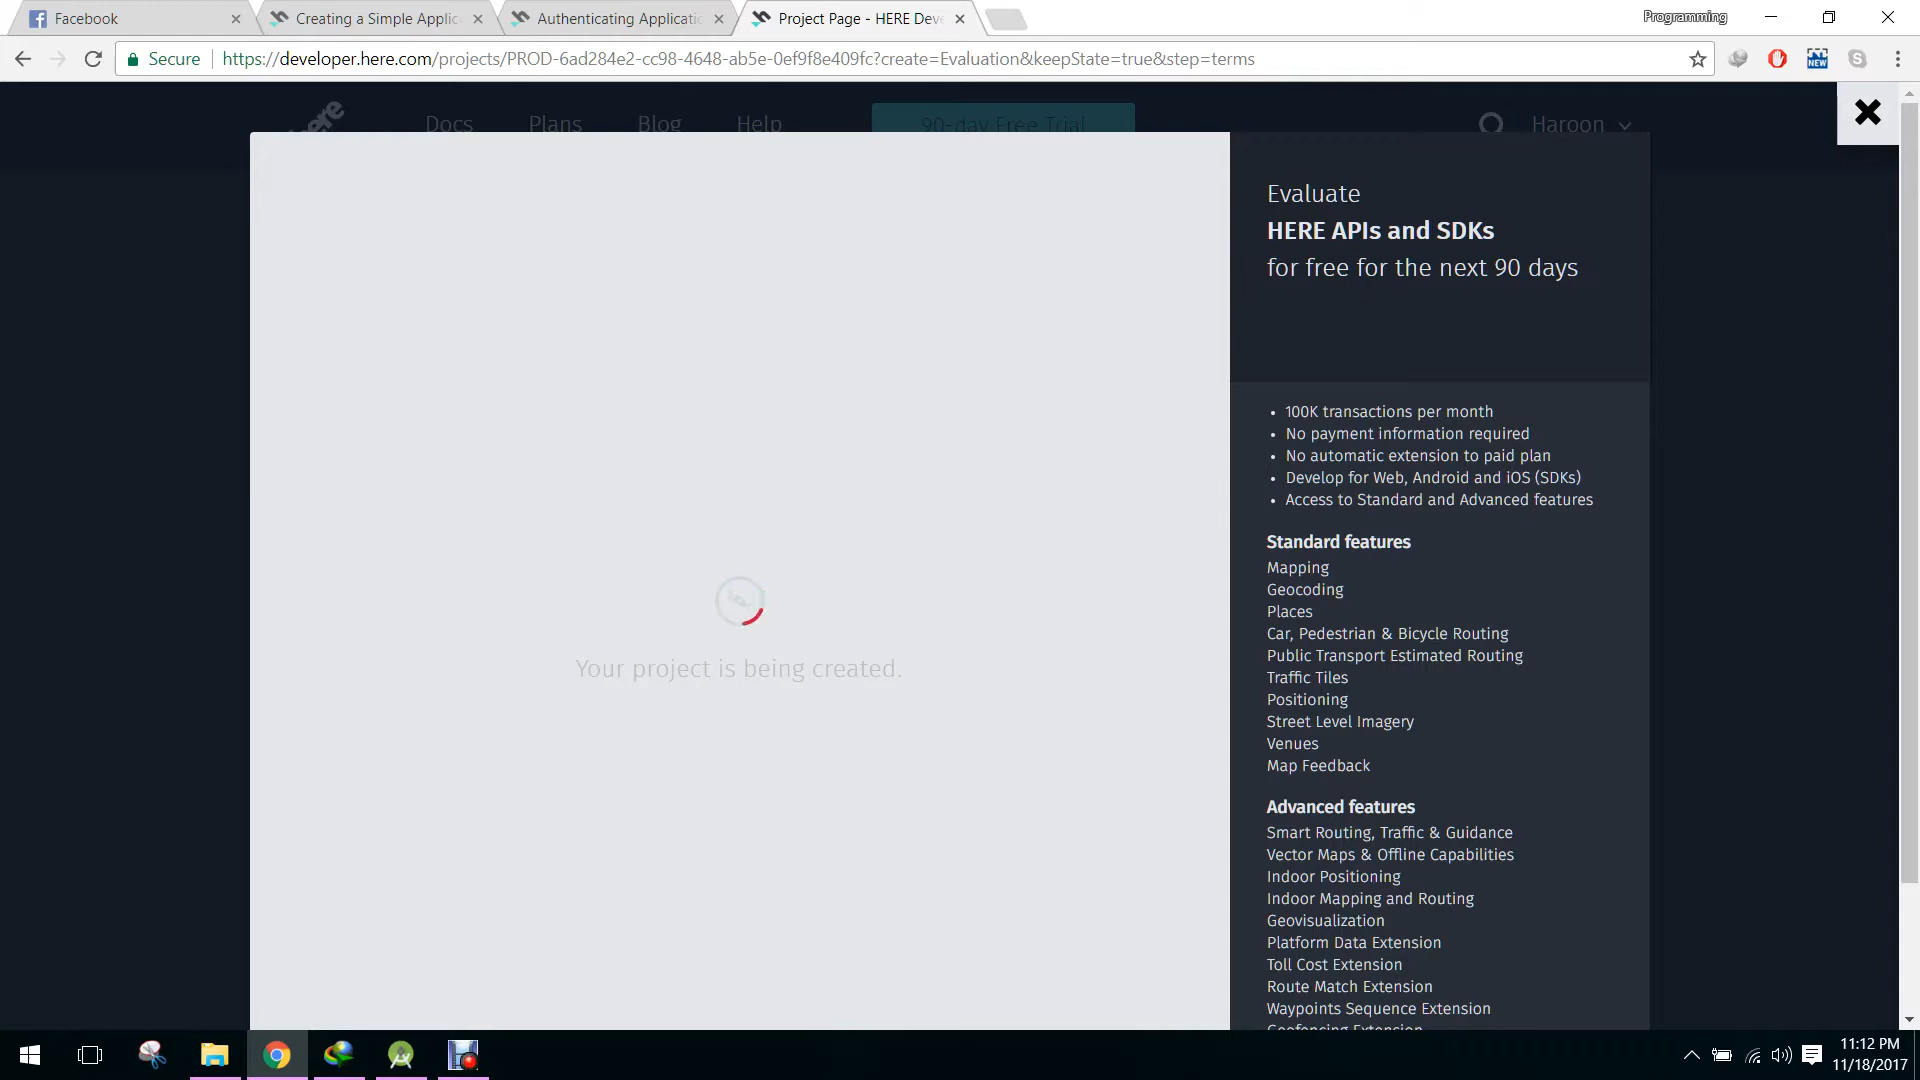 Facebook
Creating a Simple Applic
Authenticating Applicatio
Project Page - HERE Deve
Programming
Secure
https://developer.here.com/projects/PROD-6ad284e2-cc98-4648-ab5e-0ef9f8e409fc?create=Evaluation&keepState=true&step=terms
NEW
here
Docs
Plans
Blog
Help
90-day Free Trial
Haroon
Evaluate
HERE APIs and SDKs
for free for the next 90 days
• 100K transactions per month
• No payment information required
• No automatic extension to paid plan
• Develop for Web, Android and iOS (SDKs)
• Access to Standard and Advanced features
Standard features
Mapping
Geocoding
Places
Car, Pedestrian & Bicycle Routing
Public Transport Estimated Routing
Traffic Tiles
Positioning
Street Level Imagery
Venues
Map Feedback
Advanced features
Smart Routing, Traffic & Guidance
Vector Maps & Offline Capabilities
Indoor Positioning
Indoor Mapping and Routing
Geovisualization
Platform Data Extension
Toll Cost Extension
Route Match Extension
Waypoints Sequence Extension
Geofencing Extension
Your project is being created.
11:12 PM
11/18/2017